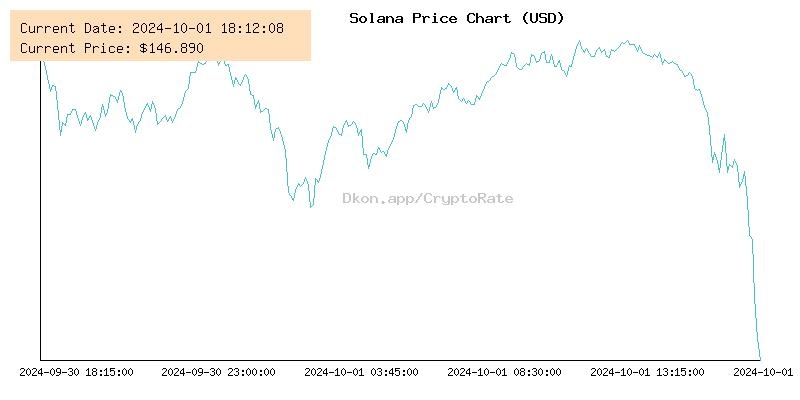 Solana Price Chart (USD)
Current Date: 2024-10-01 18:12:08
Current Price: $146.890
Dkon.app/CryptoRate
2024-09-30 18:15:00 2024-09-30 23:00:00 2024-10-01 03:45:00 2024-10-01 08:30:00 2024-10-01 13:15:00 2024-10-01